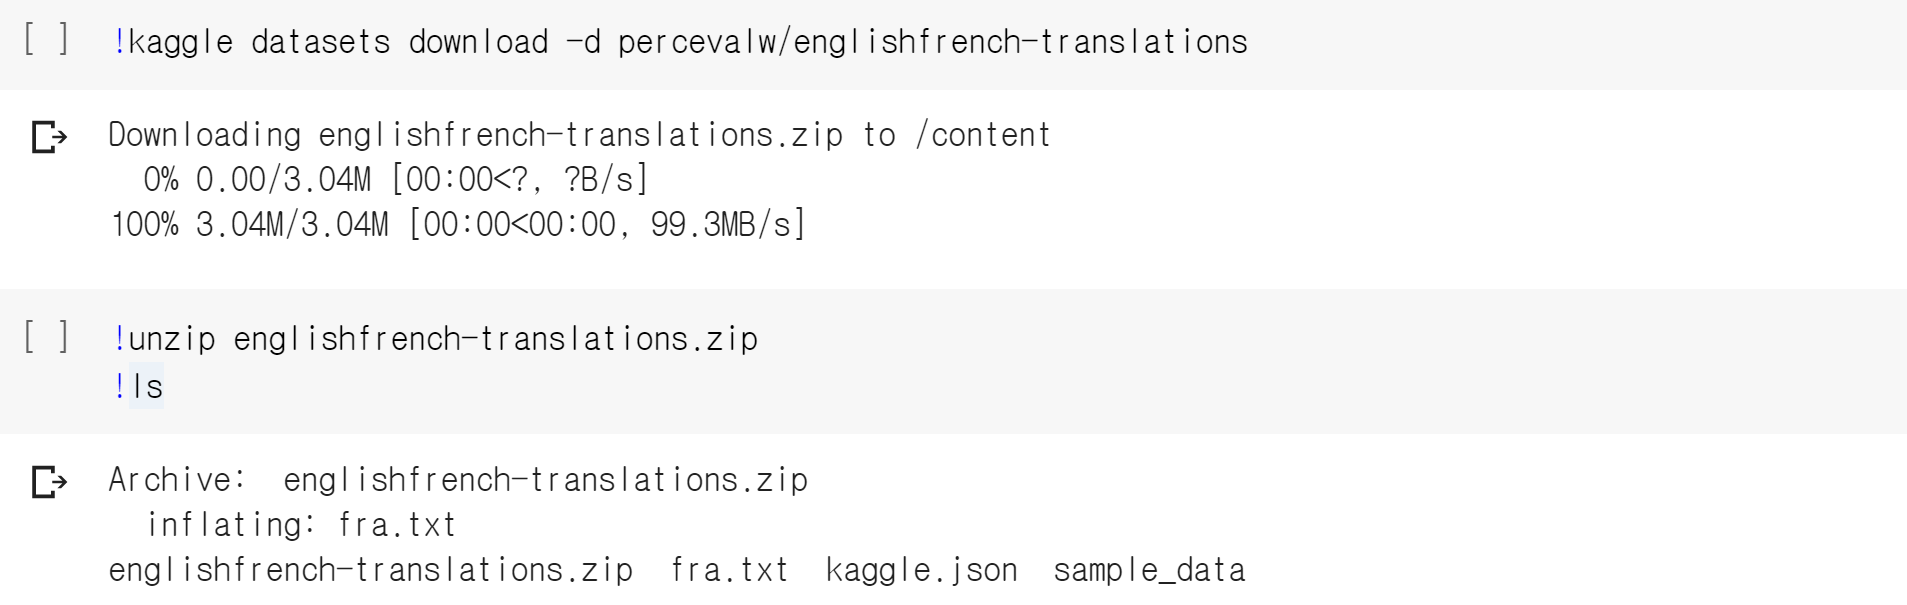 [ ] !kaggle datasets download -d percevalw/englishfrench-translations
Downloading englishfrench-translations.zip to /content
0% 0.00/3.04M [00:00<?, ?B/s]
100% 3.04M/3.04M [00:00<00:00, 99.3MB/s]
[ ] !unzip englishfrench-translations.zip
!ls
Archive:  englishfrench-translations.zip
inflating: fra.txt
englishfrench-translations.zip  fra.txt  kaggle.json  sample_data